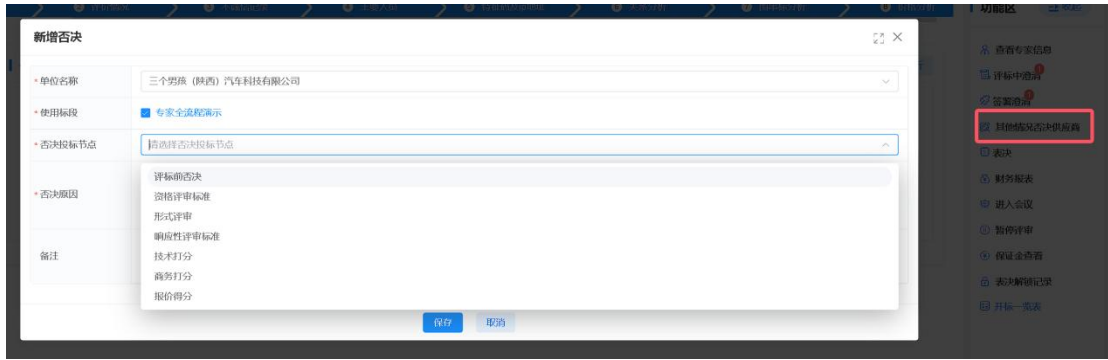 功能区
新增否决
单位名称
三个男孩（陕西）汽车科技有限公司
使用标段
专家全流程演示
否决投标节点
请选择否决投标节点
评标前否决
资格评审标准
形式评审
响应性评审标准
技术打分
商务打分
报价得分
否决原因
备注
保存
取消
查看专家信息
评标中澄清
答案澄清
其他情况否决供应商
表决
财务报表
进入会议
暂停评审
保证金查看
表决解锁记录
开标一览表